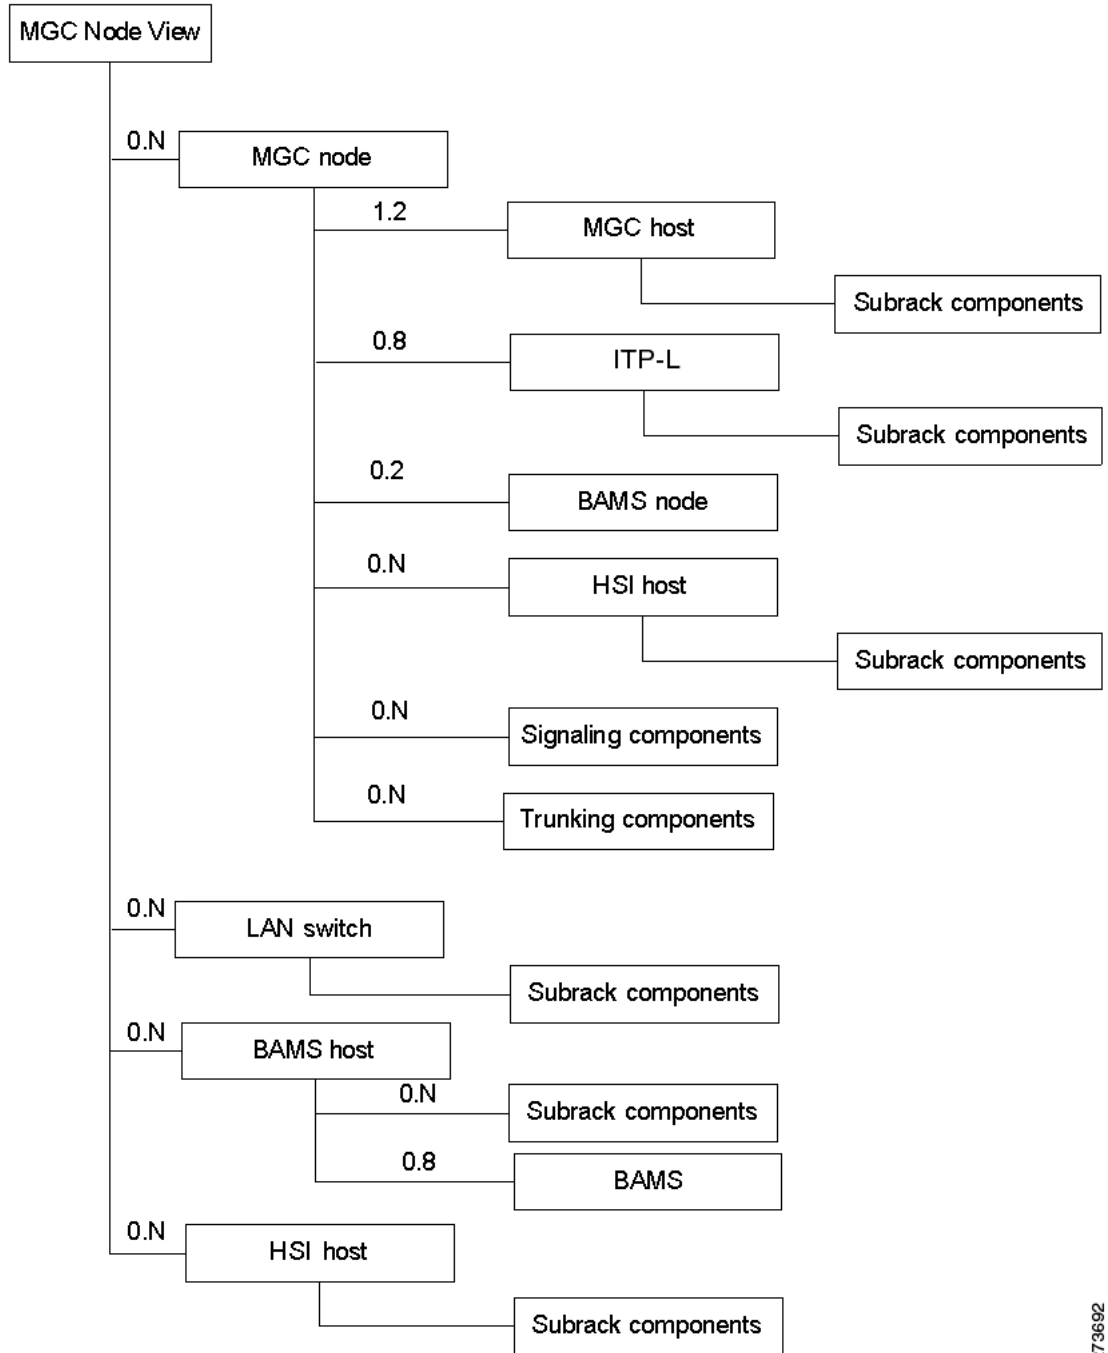 MGC Node View
0.N
MGC node
1.2
MGC host
Subrack components
0.8
ITP-L
Subrack components
0.2
BAMS node
0.N
HSI host
Subrack components
0.N
Signaling components
0.N
Trunking components
0.N
LAN switch
Subrack components
0.N
BAMS host
0.N
Subrack components
0.8
BAMS
0.N
HSI host
Subrack components
73692